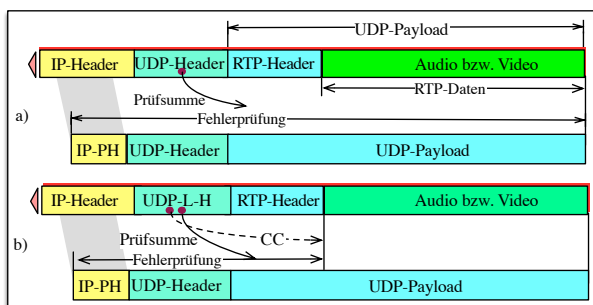 UDP-Payload
IP-Header UDP-Header RTP-Header Audio bzw. Video
Prüfsumme RTP-Daten
a) Fehlerprüfung
IP-PH UDP-Header UDP-Payload
IP-Header UDP-L-H RTP-Header Audio bzw. Video
Prüfsumme CC
b) Fehlerprüfung
IP-PH UDP-Header UDP-Payload